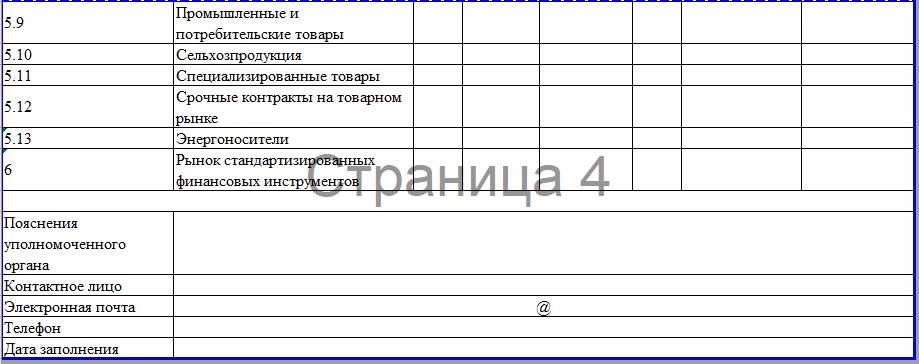 5.9 Промышленные и
потребительские товары
5.10 Сельхозпродукция
5.11 Специализированные товары
5.12 Срочные контракты на товарном
рынке
5.13 Энергоносители
6 Рынок стандартизированных
финансовых инструментов
Страница 4
Пояснения
уполномоченного
органа
Контактное лицо
Электронная почта @
Телефон
Дата заполнения